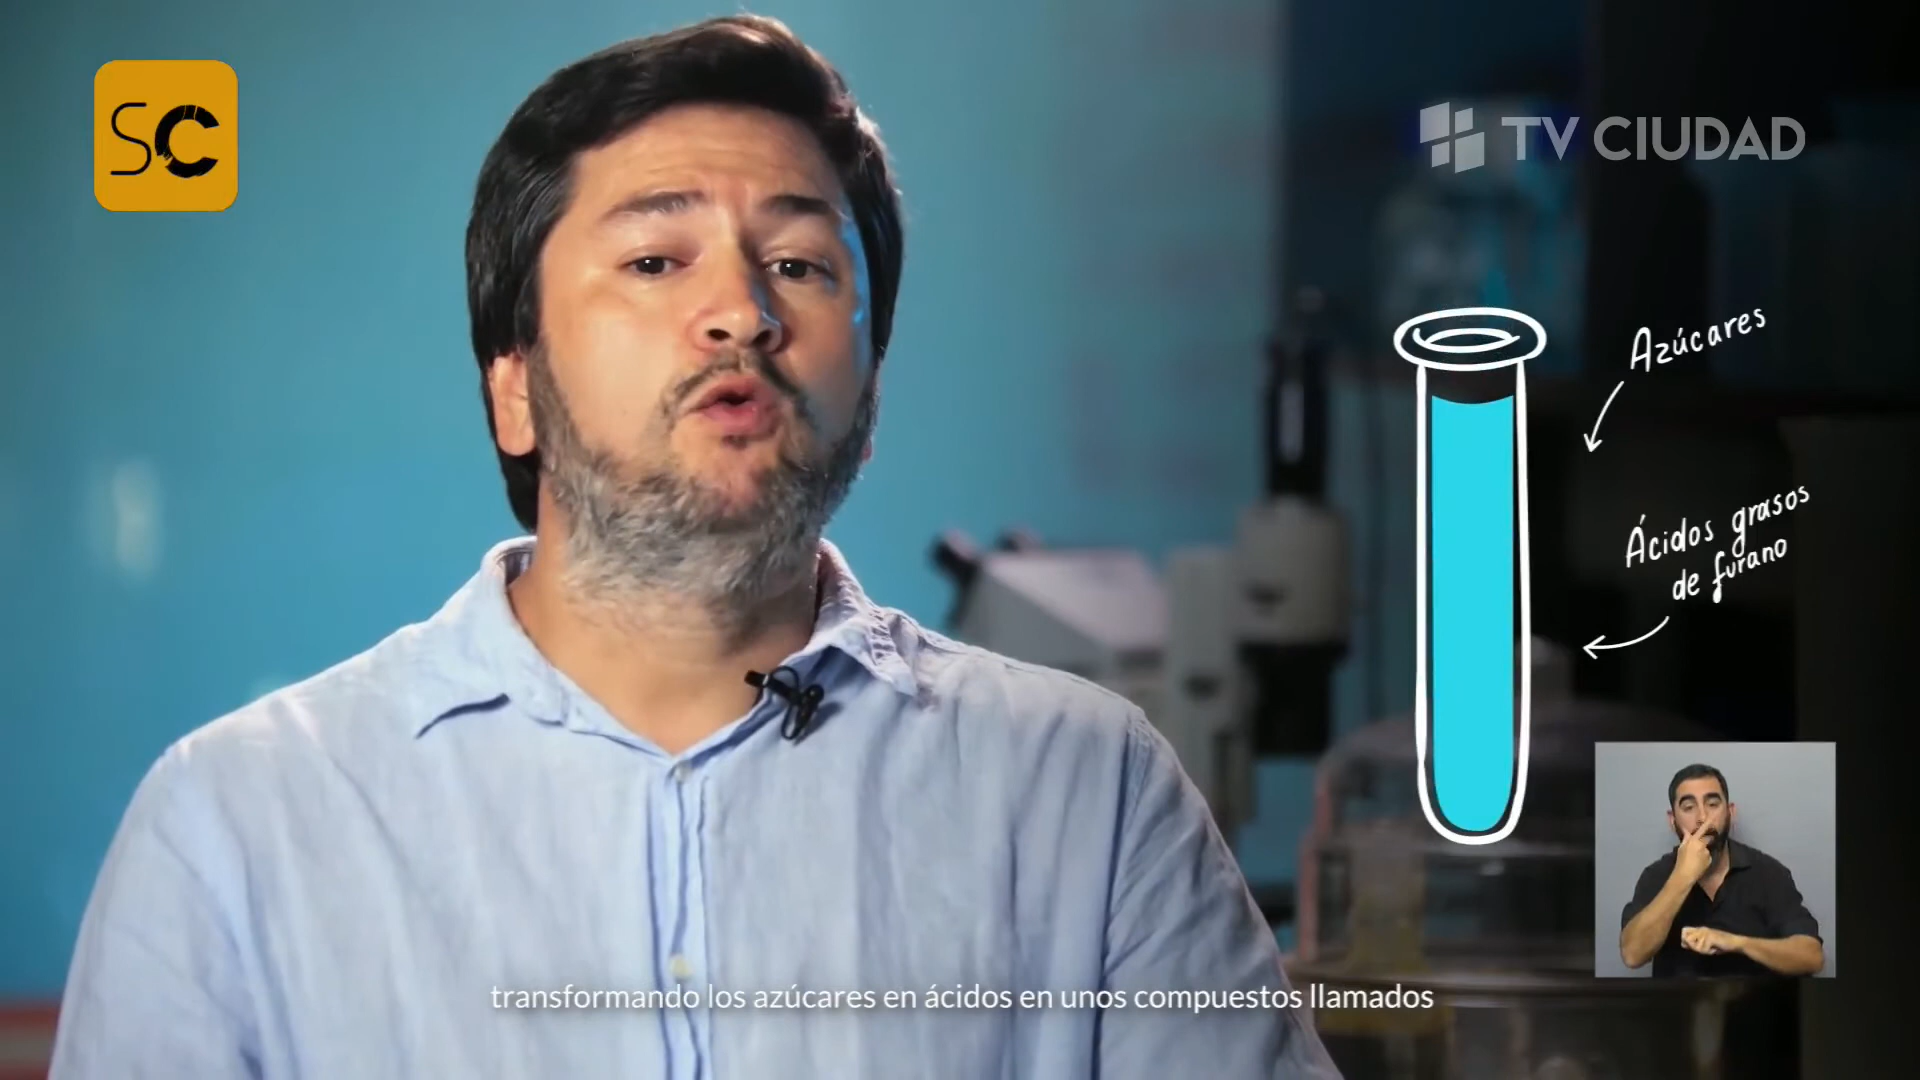 SC
TV CIUDAD
Azúcares
Ácidos grasos
de furano
transformando los azúcares en ácidos en unos compuestos llamados